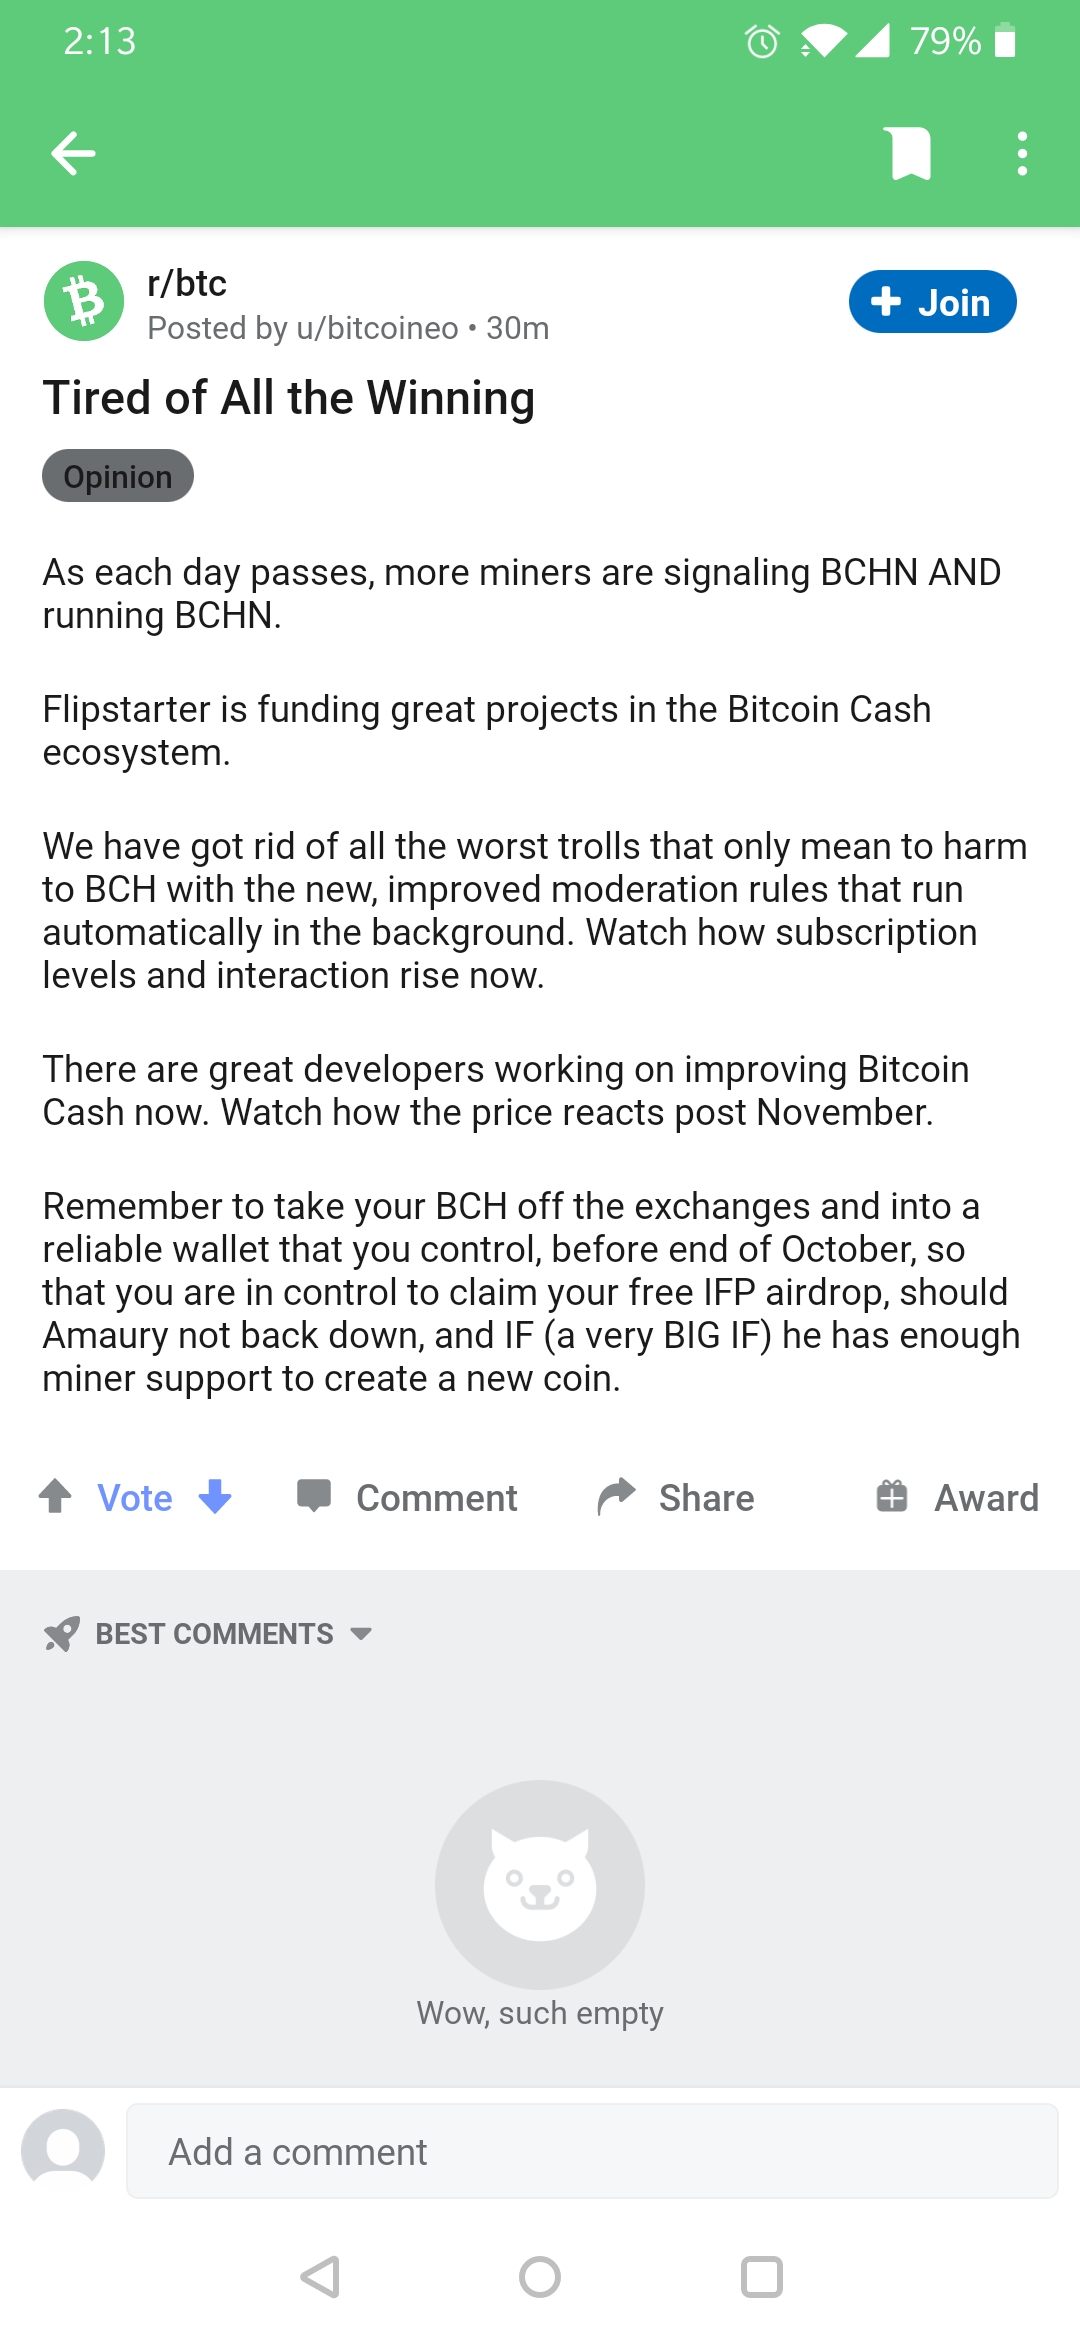 2:13
79%
r/btc
Posted by u/bitcoineo • 30m
Join
Tired of All the Winning
Opinion
As each day passes, more miners are signaling BCHN AND
running BCHN.
Flipstarter is funding great projects in the Bitcoin Cash
ecosystem.
We have got rid of all the worst trolls that only mean to harm
to BCH with the new, improved moderation rules that run
automatically in the background. Watch how subscription
levels and interaction rise now.
There are great developers working on improving Bitcoin
Cash now. Watch how the price reacts post November.
Remember to take your BCH off the exchanges and into a
reliable wallet that you control, before end of October, so
that you are in control to claim your free IFP airdrop, should
Amaury not back down, and IF (a very BIG IF) he has enough
miner support to create a new coin.
Vote Comment Share Award
BEST COMMENTS
Wow, such empty
Add a comment